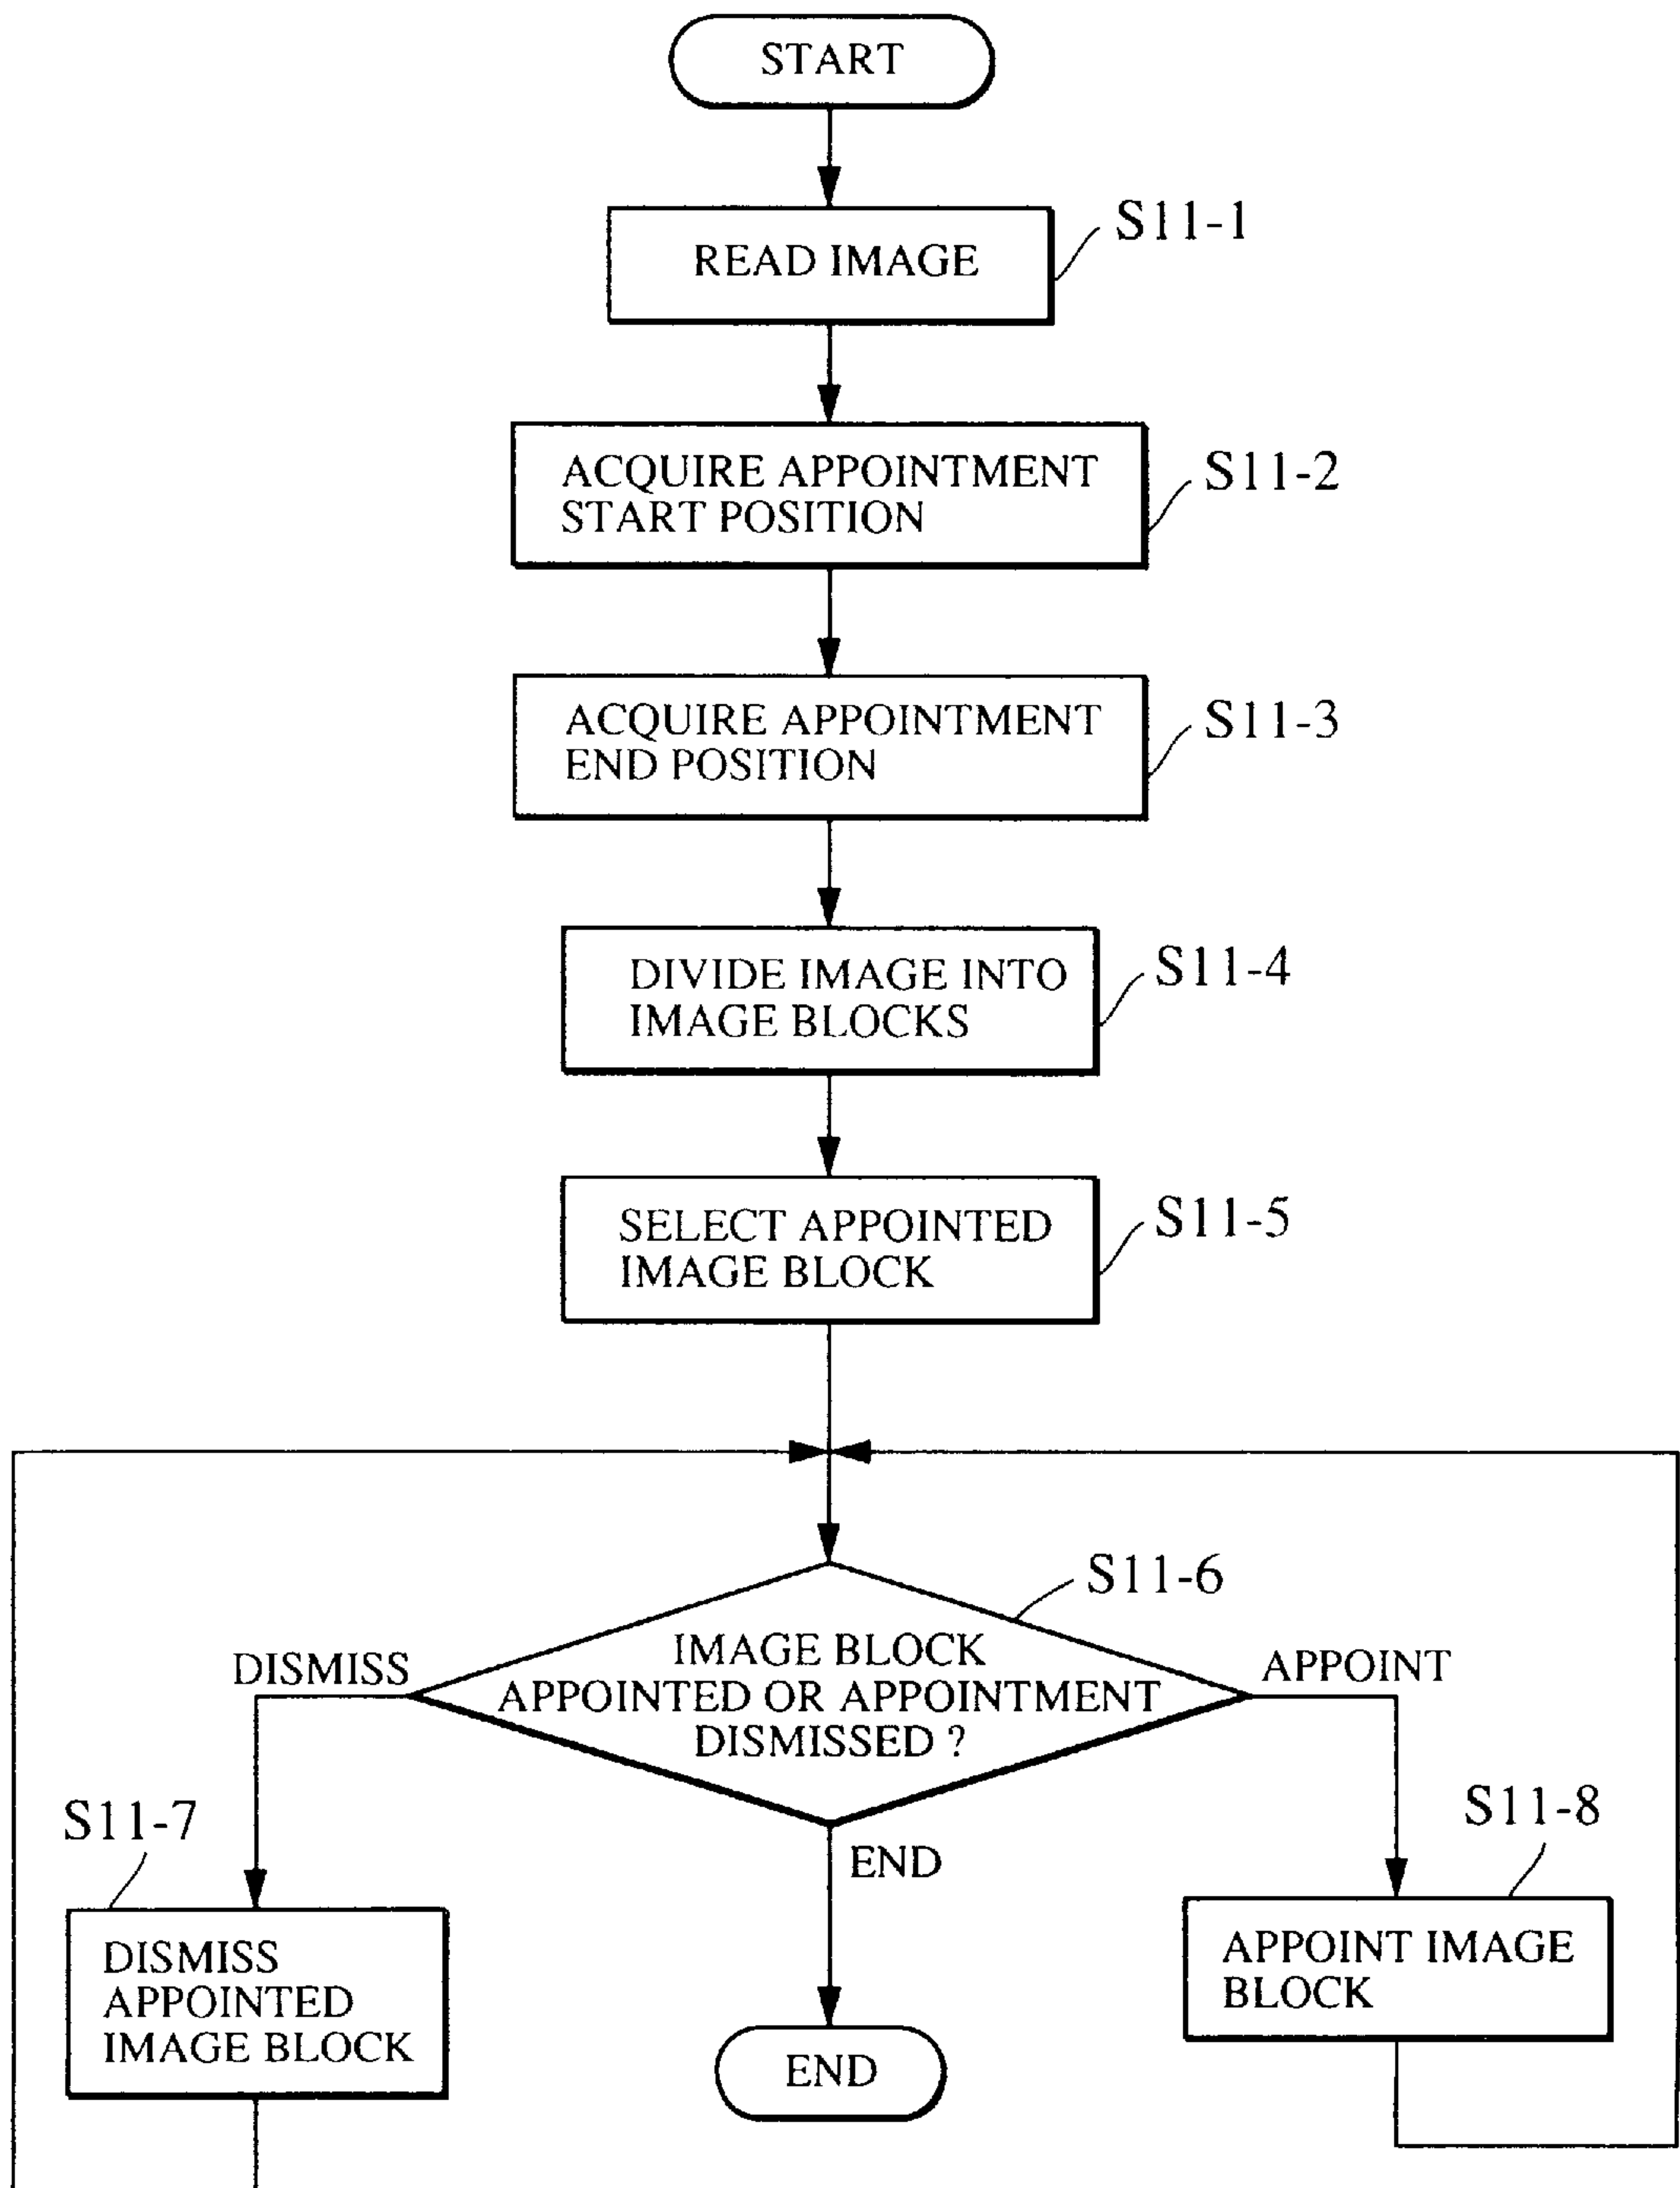 START
READ IMAGE
S11-1
ACQUIRE APPOINTMENT
START POSITION
S11-2
ACQUIRE APPOINTMENT
END POSITION
S11-3
DIVIDE IMAGE INTO
IMAGE BLOCKS
S11-4
SELECT APPOINTED
IMAGE BLOCK
S11-5
S11-6
IMAGE BLOCK
APPOINTED OR APPOINTMENT
DISMISSED ?
DISMISS
APPOINT
END
S11-7
DISMISS
APPOINTED
IMAGE BLOCK
S11-8
APPOINT IMAGE
BLOCK
END